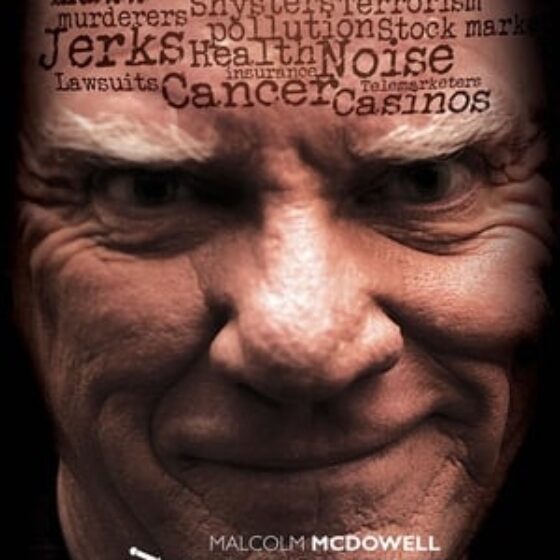 Shysters Terrorism
murderers pollution Stock mark
Jerks Health Noise
insurance
Lawsuits Cancer Telemarketers
Casinos
MALCOLM MCDOWELL